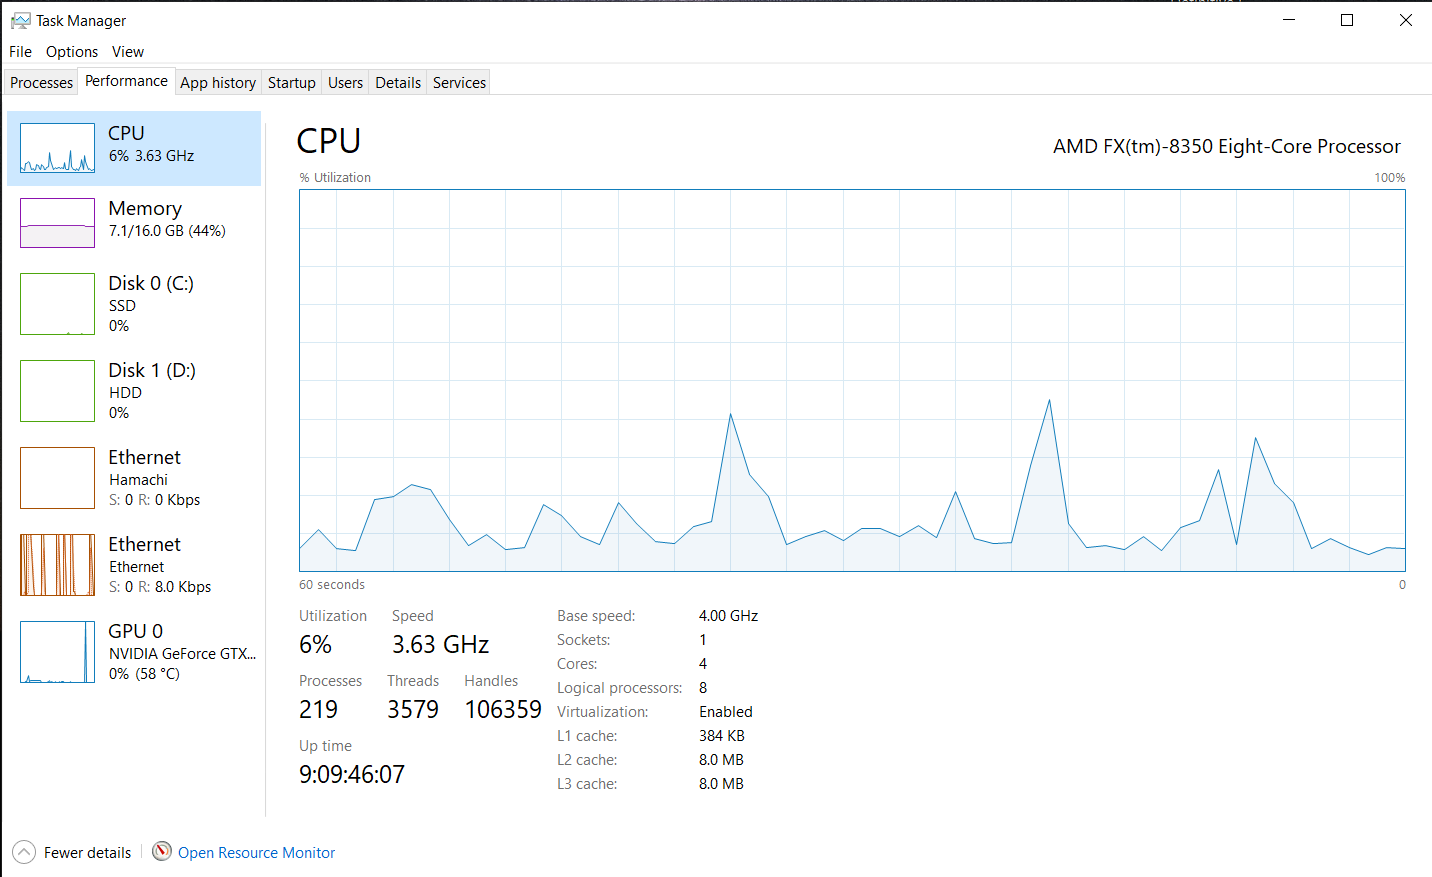 Task Manager
File Options View
Processes Performance App history Startup Users Details Services
CPU
6% 3.63 GHz
Memory
7.1/16.0 GB (44%)
Disk 0 (C:)
SSD
0%
Disk 1 (D:)
HDD
0%
Ethernet
Hamachi
S: 0 R: 0 Kbps
Ethernet
Ethernet
S: 0 R: 8.0 Kbps
GPU 0
NVIDIA GeForce GTX...
0% (58 °C)
CPU
AMD FX(tm)-8350 Eight-Core Processor
% Utilization 100%
60 seconds 0
Utilization Speed
6% 3.63 GHz
Processes Threads Handles
219 3579 106359
Up time
9:09:46:07
Base speed: 4.00 GHz
Sockets: 1
Cores: 4
Logical processors: 8
Virtualization: Enabled
L1 cache: 384 KB
L2 cache: 8.0 MB
L3 cache: 8.0 MB
Fewer details Open Resource Monitor